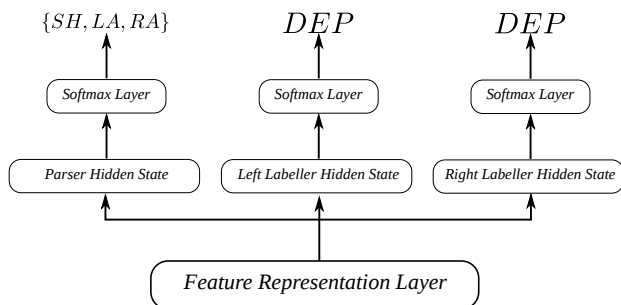 {SH, LA, RA} DEP DEP
Softmax Layer Softmax Layer Softmax Layer
Parser Hidden State Left Labeller Hidden State Right Labeller Hidden State
Feature Representation Layer